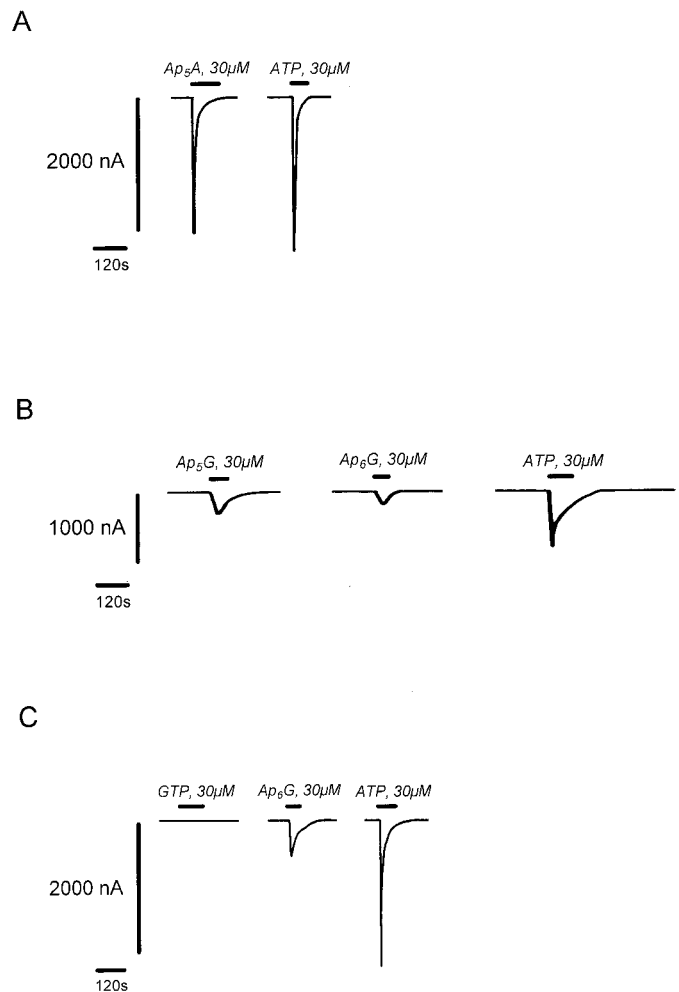 A
Ap₅A, 30µM
ATP, 30µM
2000 nA
120s
B
Ap₅G, 30µM
Ap₆G, 30µM
ATP, 30µM
1000 nA
120s
C
GTP, 30µM
Ap₆G, 30µM
ATP, 30µM
2000 nA
120s